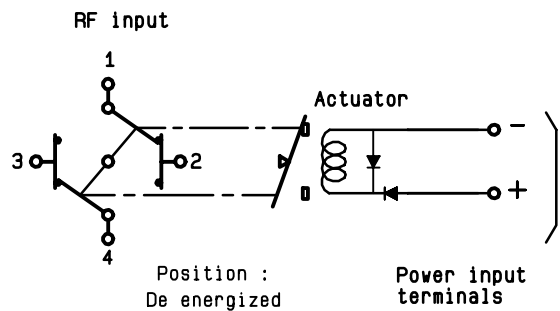 RF input
1
Actuator
-
3
2
+
4
Position :
De energized
Power input
terminals